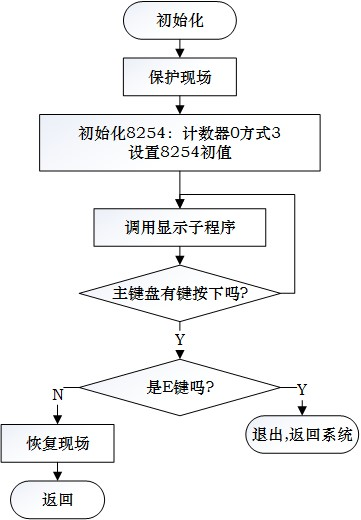 初始化
保护现场
初始化8254：计数器0方式3
设置8254初值
调用显示子程序
主键盘有键按下吗?
Y
是E键吗?
N
Y
恢复现场
退出,返回系统
返回